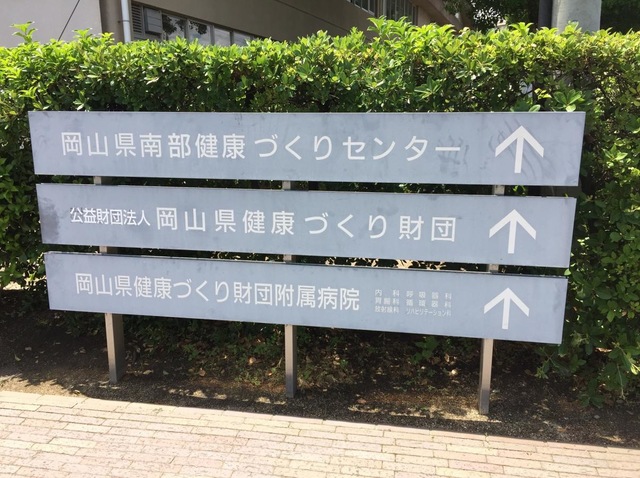 岡山県南部健康づくりセンター ↑
公益財団法人 岡山県健康づくり財団 ↑
岡山県健康づくり財団附属病院 ↑
内科 呼吸器科
胃腸科 循環器科
放射線科 リハビリテーション科